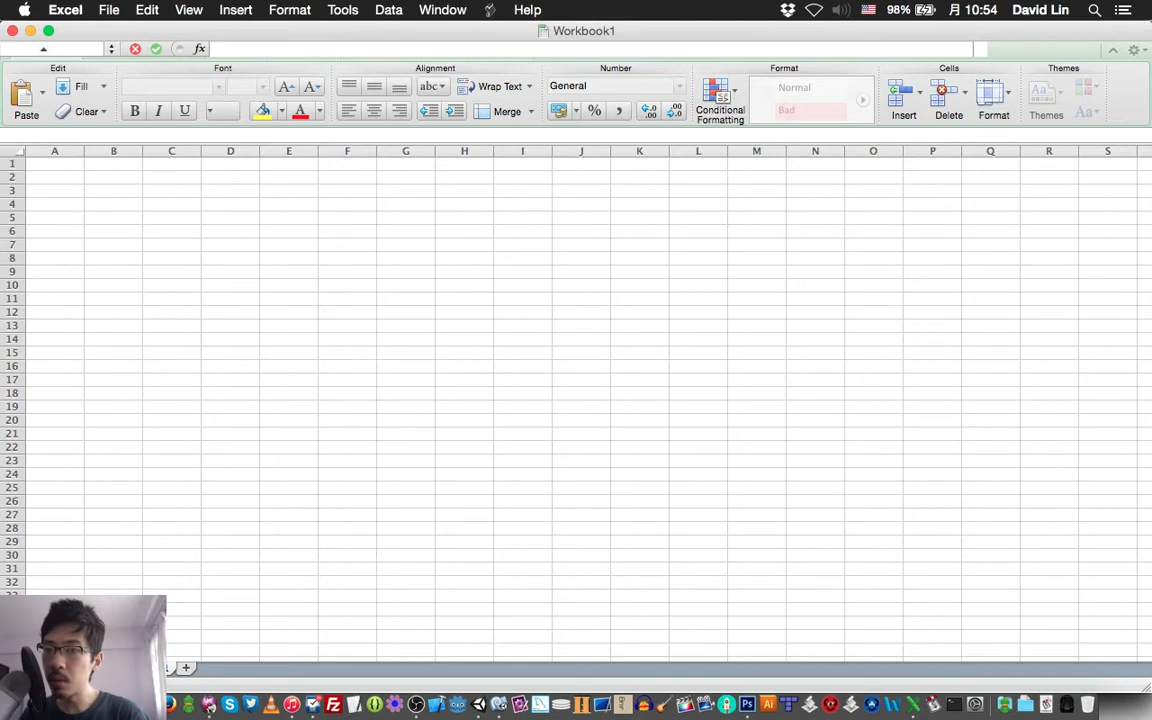 Excel File Edit View Insert Format Tools Data Window Help 98% 月 10:54 David Lin
Workbook1
fx
Edit Font Alignment Number Format Cells Themes
Paste Fill Clear
A A
B I U A
abc Wrap Text
Merge
General
% ,
Conditional Formatting
Normal
Bad
Insert Delete Format
Themes Aa
A B C D E F G H I J K L M N O P Q R S
1
2
3
4
5
6
7
8
9
10
11
12
13
14
15
16
17
18
19
20
21
22
23
24
25
26
27
28
29
30
31
32